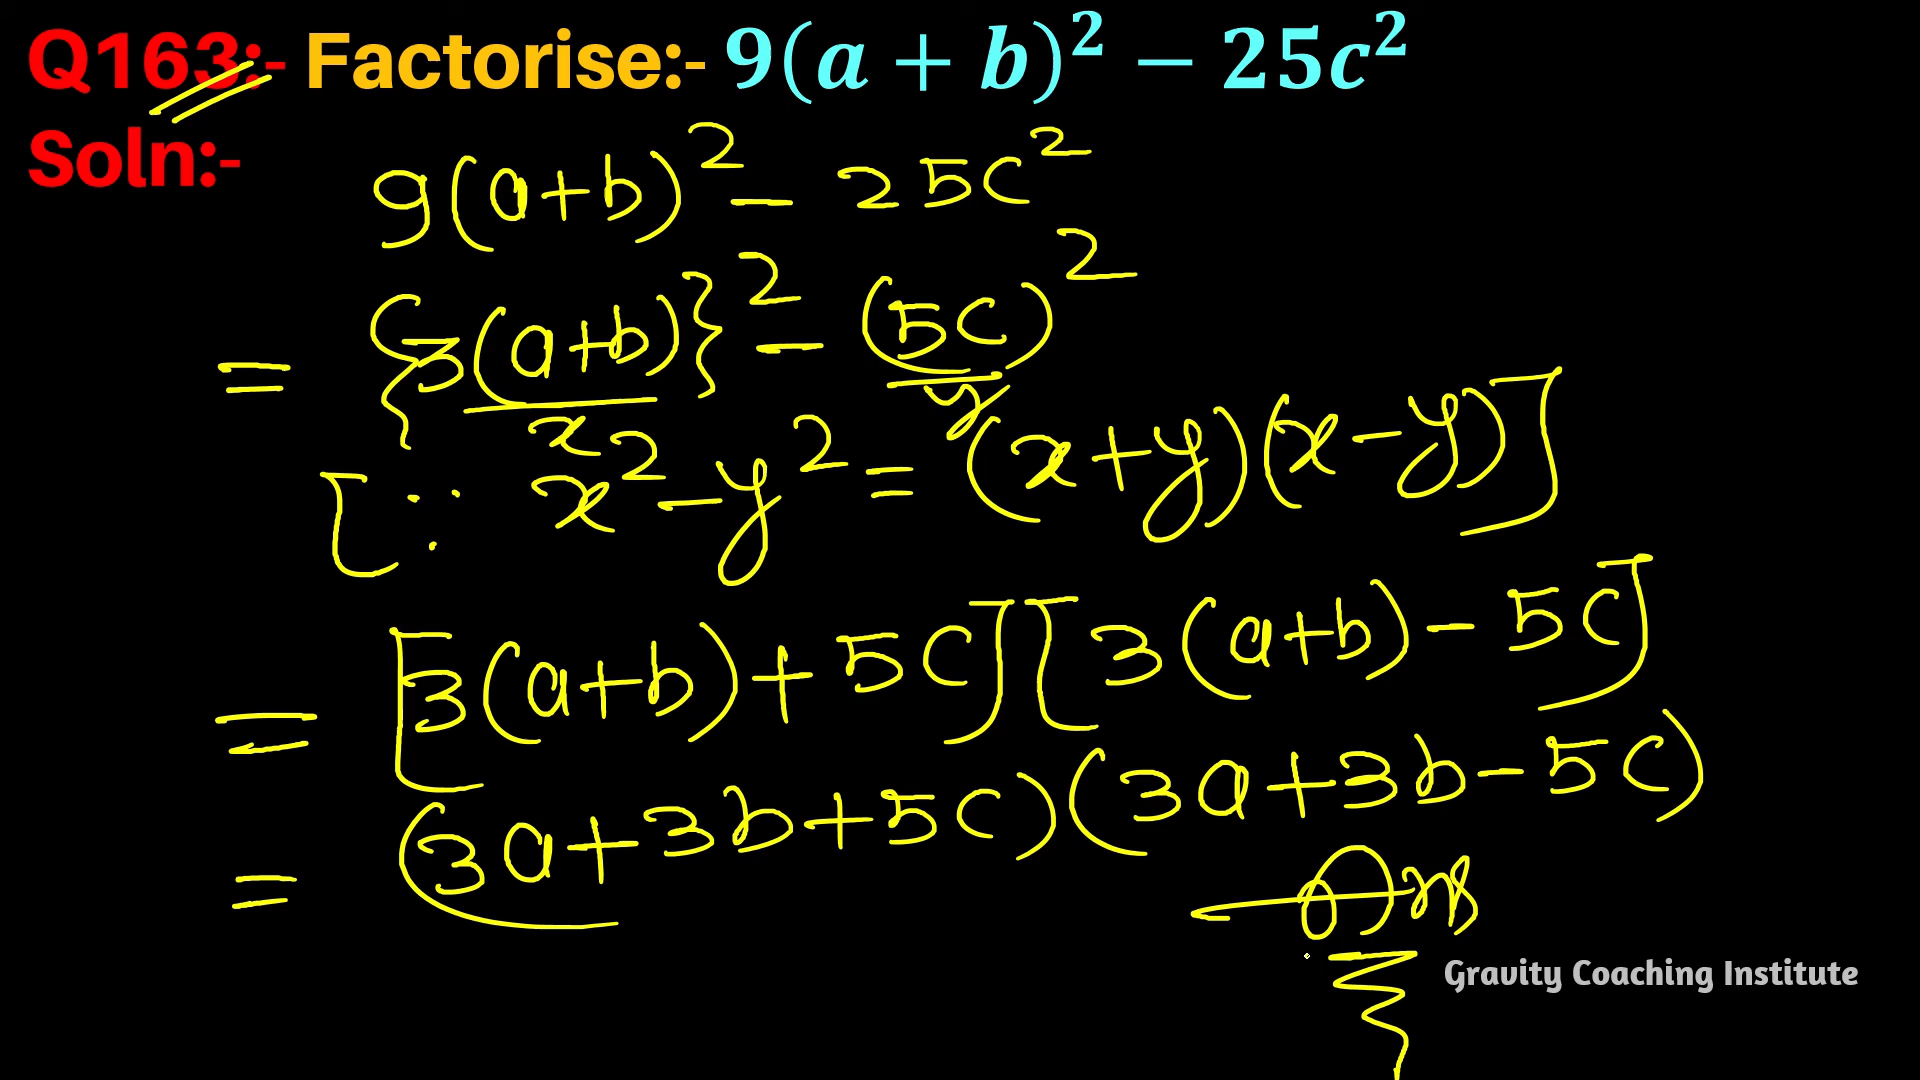 Q163:- Factorise:- 9(a + b)² − 25c²
Soln:-
9(a+b)² − 25c²
= {3(a+b)}² − (5c)²
x y
[∵ x² − y² = (x+y)(x−y)]
= [3(a+b)+5c][3(a+b)−5c]
= (3a+3b+5c)(3a+3b−5c)
Ans
Gravity Coaching Institute